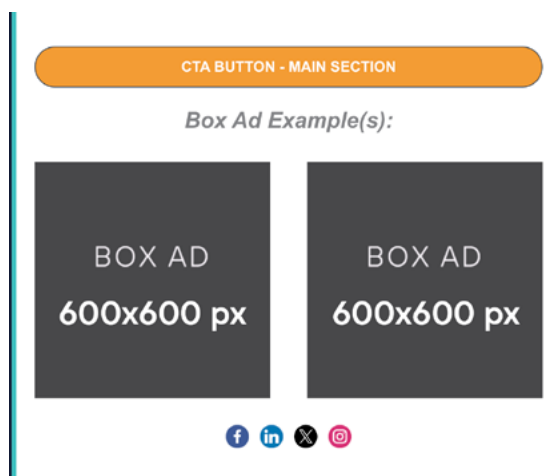 CTA BUTTON - MAIN SECTION
Box Ad Example(s):
BOX AD
600x600 px
BOX AD
600x600 px